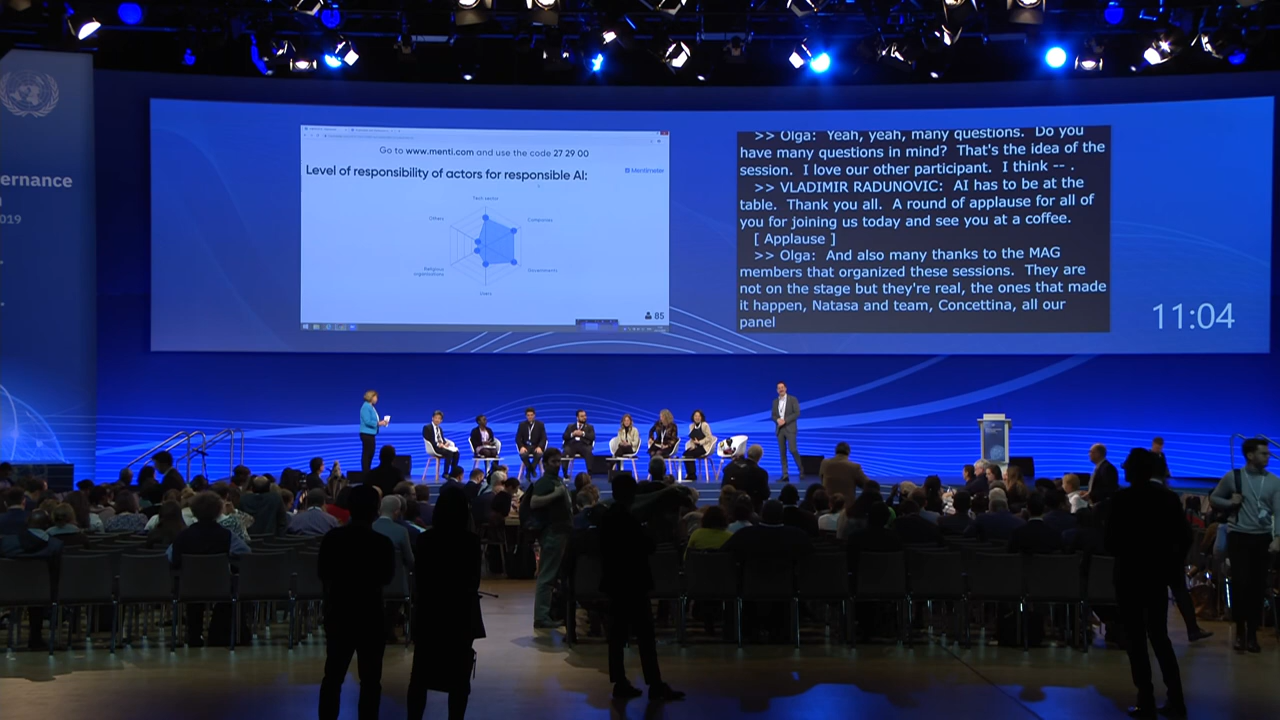 ernance
2019
Go to www.menti.com and use the code 27 29 00
Level of responsibility of actors for responsible AI:
Mentimeter
Tech sector
Others
Companies
Religious
organizations
Governments
Users
85
>> Olga: Yeah, yeah, many questions. Do you
have many questions in mind? That's the idea of the
session. I love our other participant. I think -- .
>> VLADIMIR RADUNOVIC: AI has to be at the
table. Thank you all. A round of applause for all of
you for joining us today and see you at a coffee.
[ Applause ]
>> Olga: And also many thanks to the MAG
members that organized these sessions. They are
not on the stage but they're real, the ones that made
it happen, Natasa and team, Concettina, all our
panel
11:04